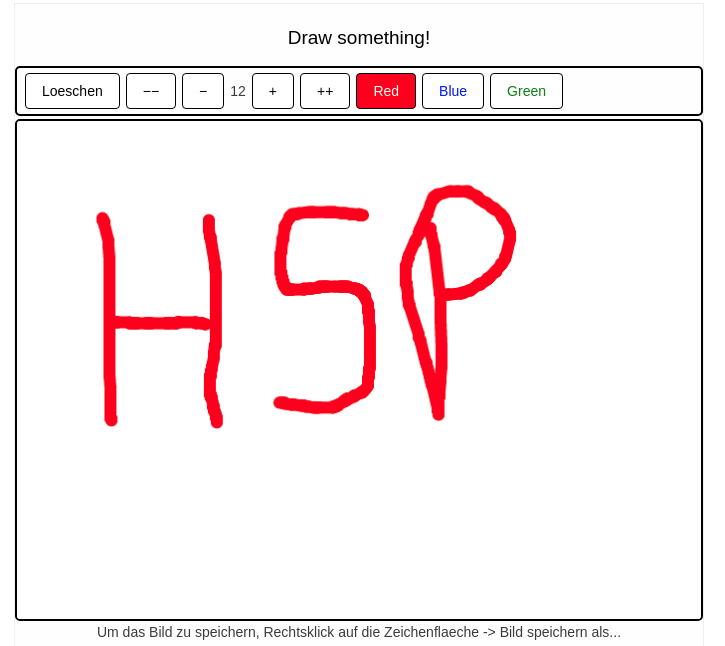 Draw something!
Loeschen −− − 12 + ++ Red Blue Green
HSP
Um das Bild zu speichern, Rechtsklick auf die Zeichenflaeche -> Bild speichern als...